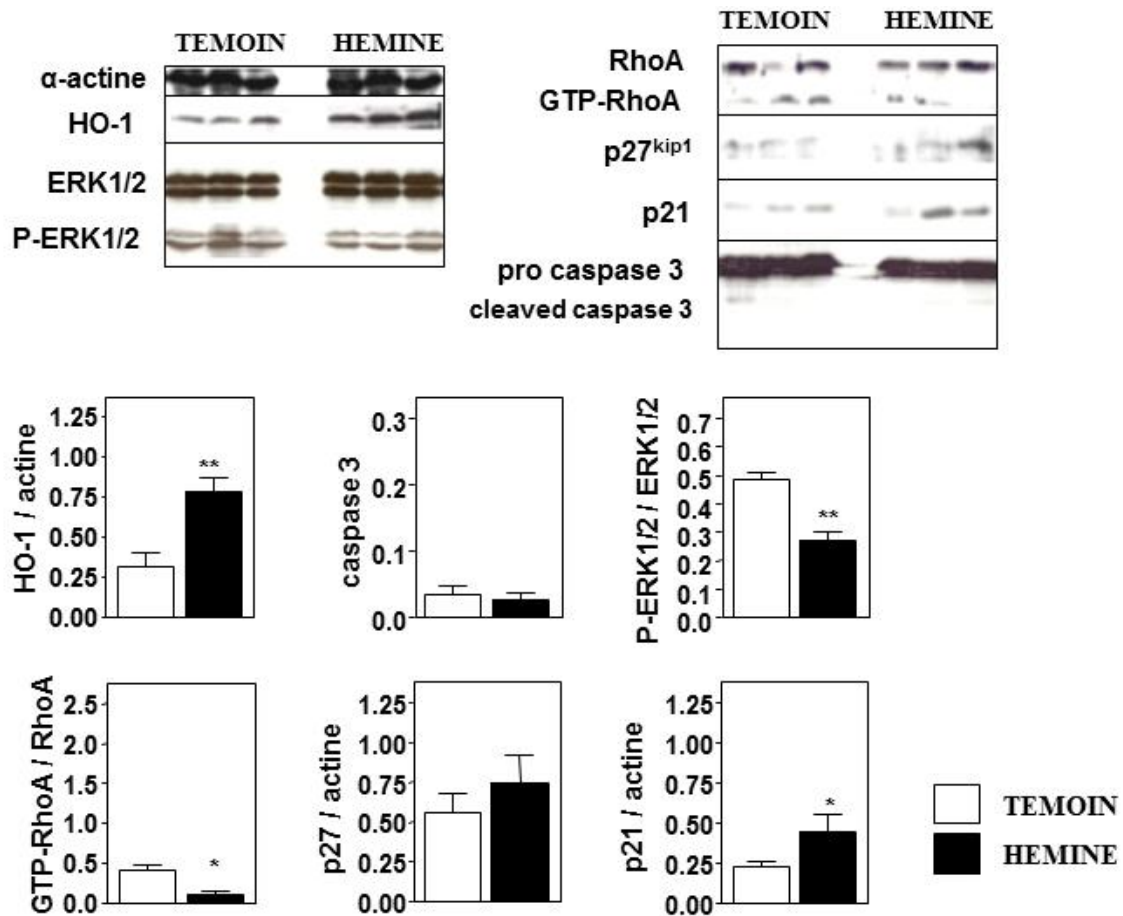 TEMOIN HEMINE
α-actine
HO-1
ERK1/2
P-ERK1/2
TEMOIN HEMINE
RhoA
GTP-RhoA
p27kip1
p21
pro caspase 3
cleaved caspase 3
HO-1 / actine
1.25
1.00
0.75
0.50
0.25
0.00
**
caspase 3
0.3
0.2
0.1
0.0
P-ERK1/2 / ERK1/2
0.7
0.6
0.5
0.4
0.3
0.2
0.1
0.0
**
GTP-RhoA / RhoA
2.5
2.0
1.5
1.0
0.5
0.0
*
p27 / actine
1.25
1.00
0.75
0.50
0.25
0.00
p21 / actine
1.25
1.00
0.75
0.50
0.25
0.00
*
TEMOIN
HEMINE